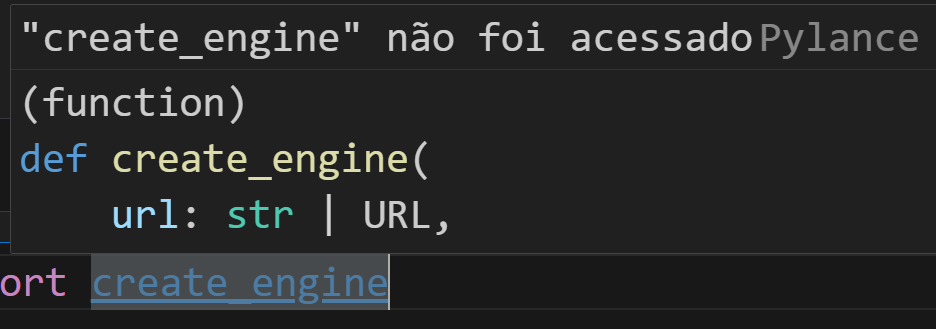 "create_engine" não foi acessado Pylance
(function)
def create_engine(
    url: str | URL,
ort create_engine